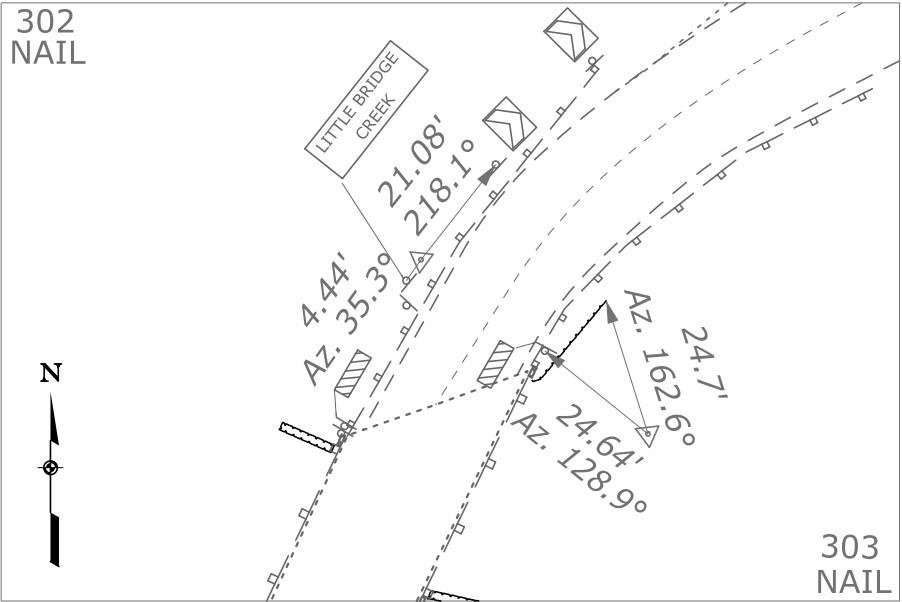 302
NAIL
LITTLE BRIDGE
CREEK
21.08'
218.1°
4.44'
Az. 35.3°
24.7'
Az. 162.6°
24.64'
Az. 128.9°
N
303
NAIL